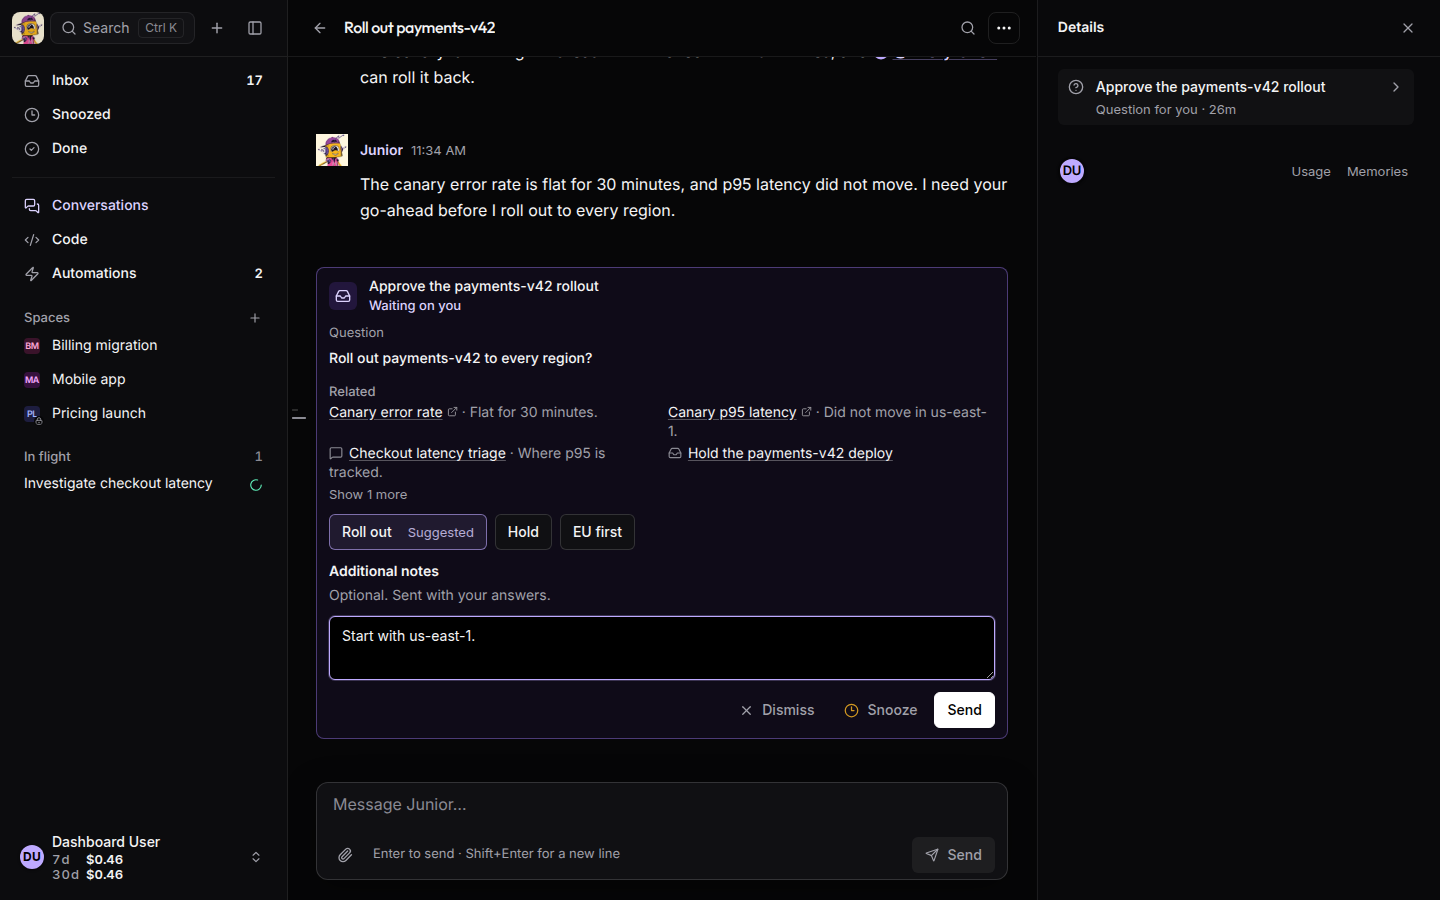 Search Ctrl K
Inbox 17
Snoozed
Done
Conversations
Code
Automations 2
Spaces
BM Billing migration
MA Mobile app
PL Pricing launch
In flight 1
Investigate checkout latency
DU Dashboard User
7d $0.46
30d $0.46
Roll out payments-v42
can roll it back.
Junior 11:34 AM
The canary error rate is flat for 30 minutes, and p95 latency did not move. I need your
go-ahead before I roll out to every region.
Approve the payments-v42 rollout
Waiting on you
Question
Roll out payments-v42 to every region?
Related
Canary error rate · Flat for 30 minutes.
Canary p95 latency · Did not move in us-east-
1.
Checkout latency triage · Where p95 is
tracked.
Hold the payments-v42 deploy
Show 1 more
Roll out Suggested Hold EU first
Additional notes
Optional. Sent with your answers.
Start with us-east-1.
Dismiss Snooze Send
Message Junior...
Enter to send · Shift+Enter for a new line Send
Details
Approve the payments-v42 rollout
Question for you · 26m
DU Usage Memories